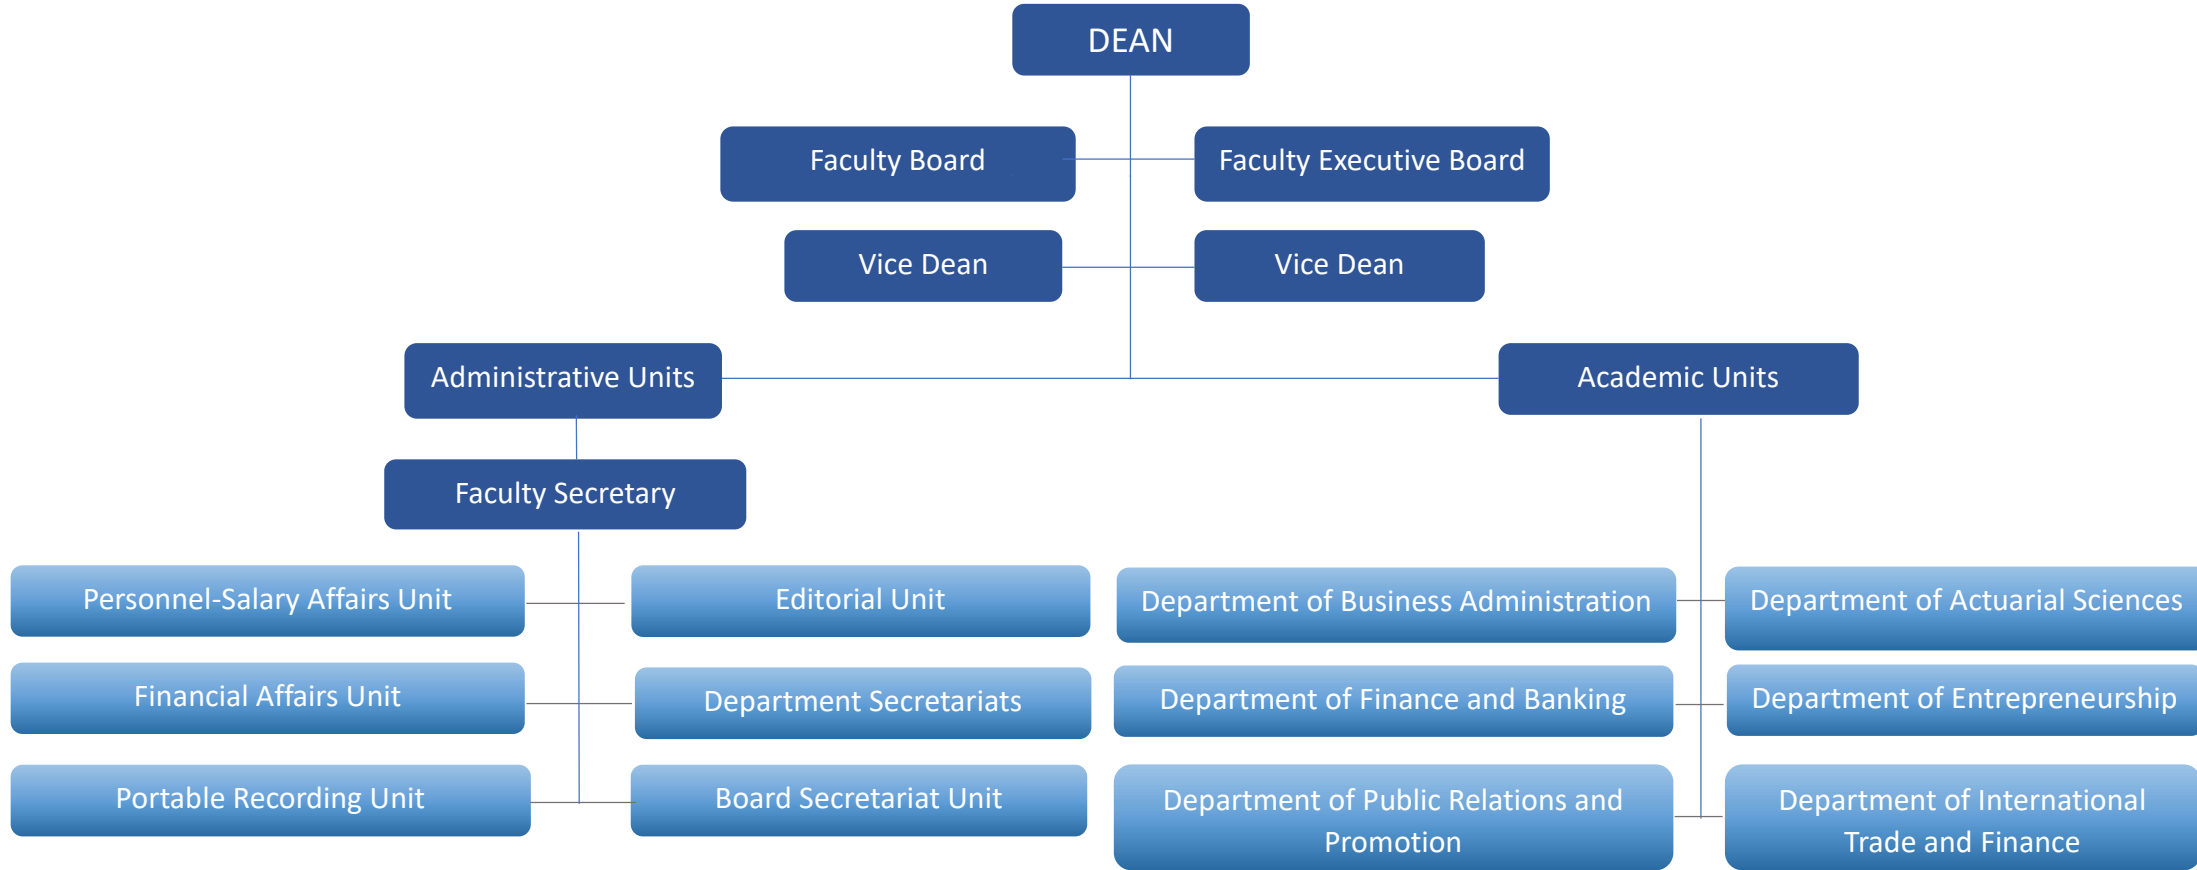 DEAN
Faculty Board
Faculty Executive Board
Vice Dean
Vice Dean
Administrative Units
Academic Units
Faculty Secretary
Personnel-Salary Affairs Unit
Editorial Unit
Department of Business Administration
Department of Actuarial Sciences
Financial Affairs Unit
Department Secretariats
Department of Finance and Banking
Department of Entrepreneurship
Portable Recording Unit
Board Secretariat Unit
Department of Public Relations and
Promotion
Department of International
Trade and Finance